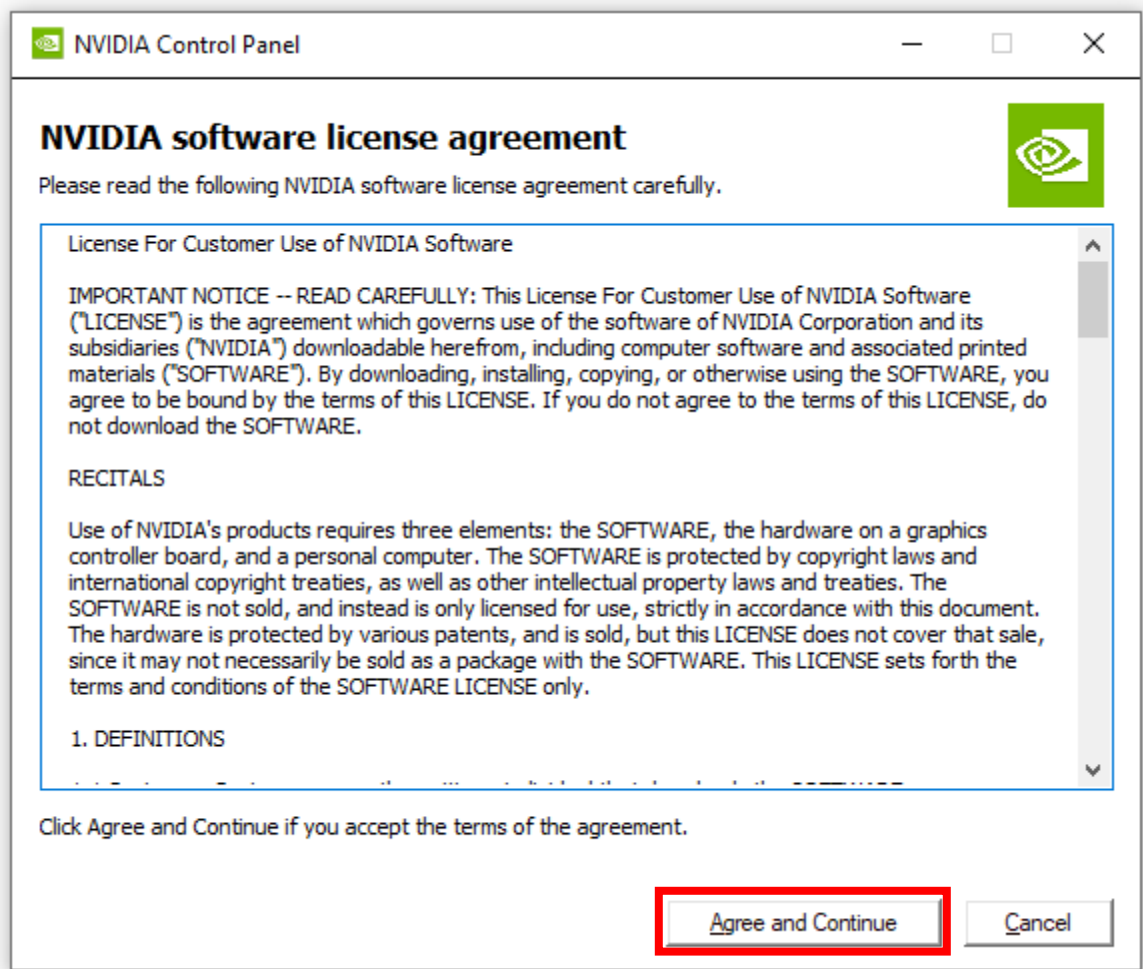 NVIDIA Control Panel
NVIDIA software license agreement
Please read the following NVIDIA software license agreement carefully.
License For Customer Use of NVIDIA Software
IMPORTANT NOTICE -- READ CAREFULLY: This License For Customer Use of NVIDIA Software
("LICENSE") is the agreement which governs use of the software of NVIDIA Corporation and its
subsidiaries ("NVIDIA") downloadable herefrom, including computer software and associated printed
materials ("SOFTWARE"). By downloading, installing, copying, or otherwise using the SOFTWARE, you
agree to be bound by the terms of this LICENSE. If you do not agree to the terms of this LICENSE, do
not download the SOFTWARE.
RECITALS
Use of NVIDIA's products requires three elements: the SOFTWARE, the hardware on a graphics
controller board, and a personal computer. The SOFTWARE is protected by copyright laws and
international copyright treaties, as well as other intellectual property laws and treaties. The
SOFTWARE is not sold, and instead is only licensed for use, strictly in accordance with this document.
The hardware is protected by various patents, and is sold, but this LICENSE does not cover that sale,
since it may not necessarily be sold as a package with the SOFTWARE. This LICENSE sets forth the
terms and conditions of the SOFTWARE LICENSE only.
1. DEFINITIONS
Click Agree and Continue if you accept the terms of the agreement.
Agree and Continue
Cancel